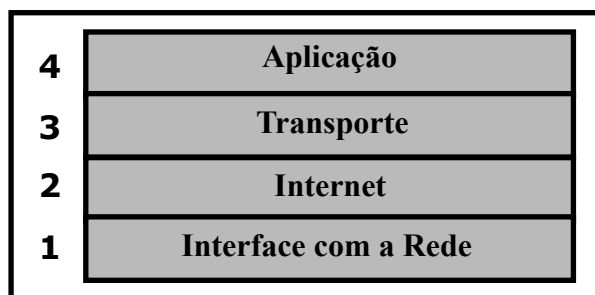 4 Aplicação
3 Transporte
2 Internet
1 Interface com a Rede